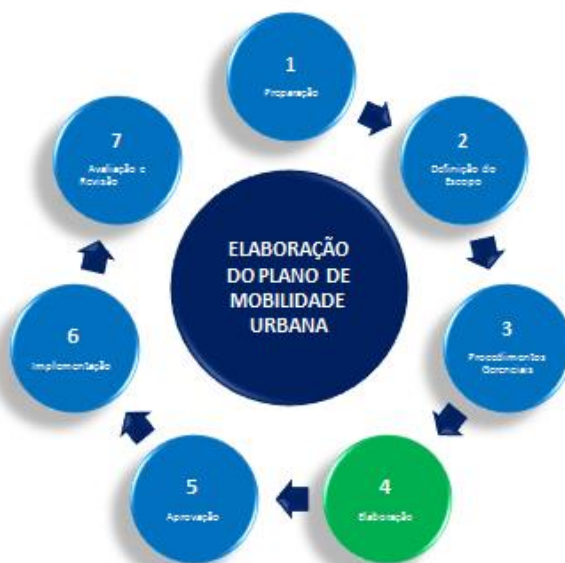 1
Preparação
2
Definição do
Escopo
3
Procedimentos
Gerenciais
4
Elaboração
5
Aprovação
6
Implementação
7
Avaliação e
Revisão
ELABORAÇÃO
DO PLANO DE
MOBILIDADE
URBANA